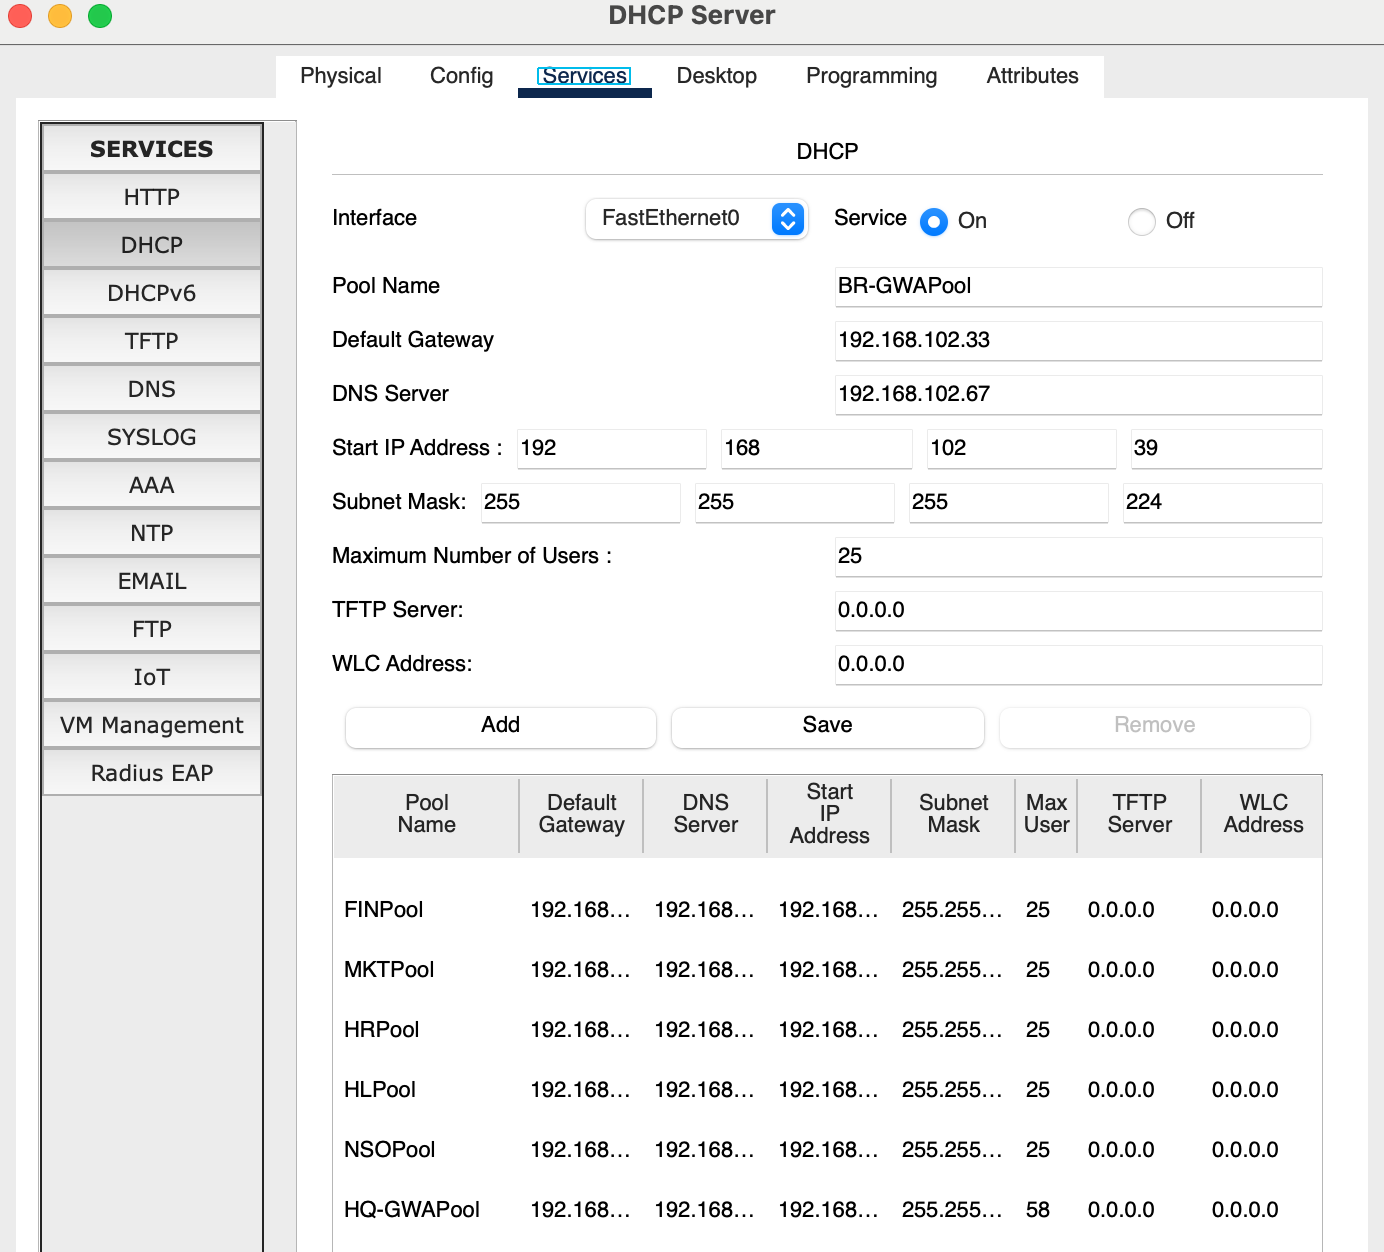 DHCP Server
Physical Config Services Desktop Programming Attributes
SERVICES
HTTP
DHCP
DHCPv6
TFTP
DNS
SYSLOG
AAA
NTP
EMAIL
FTP
IoT
VM Management
Radius EAP
DHCP
Interface FastEthernet0 Service On Off
Pool Name BR-GWAPool
Default Gateway 192.168.102.33
DNS Server 192.168.102.67
Start IP Address : 192 168 102 39
Subnet Mask: 255 255 255 224
Maximum Number of Users : 25
TFTP Server: 0.0.0.0
WLC Address: 0.0.0.0
Add Save Remove
Pool Name Default Gateway DNS Server Start IP Address Subnet Mask Max User TFTP Server WLC Address
FINPool 192.168... 192.168... 192.168... 255.255... 25 0.0.0.0 0.0.0.0
MKTPool 192.168... 192.168... 192.168... 255.255... 25 0.0.0.0 0.0.0.0
HRPool 192.168... 192.168... 192.168... 255.255... 25 0.0.0.0 0.0.0.0
HLPool 192.168... 192.168... 192.168... 255.255... 25 0.0.0.0 0.0.0.0
NSOPool 192.168... 192.168... 192.168... 255.255... 25 0.0.0.0 0.0.0.0
HQ-GWAPool 192.168... 192.168... 192.168... 255.255... 58 0.0.0.0 0.0.0.0